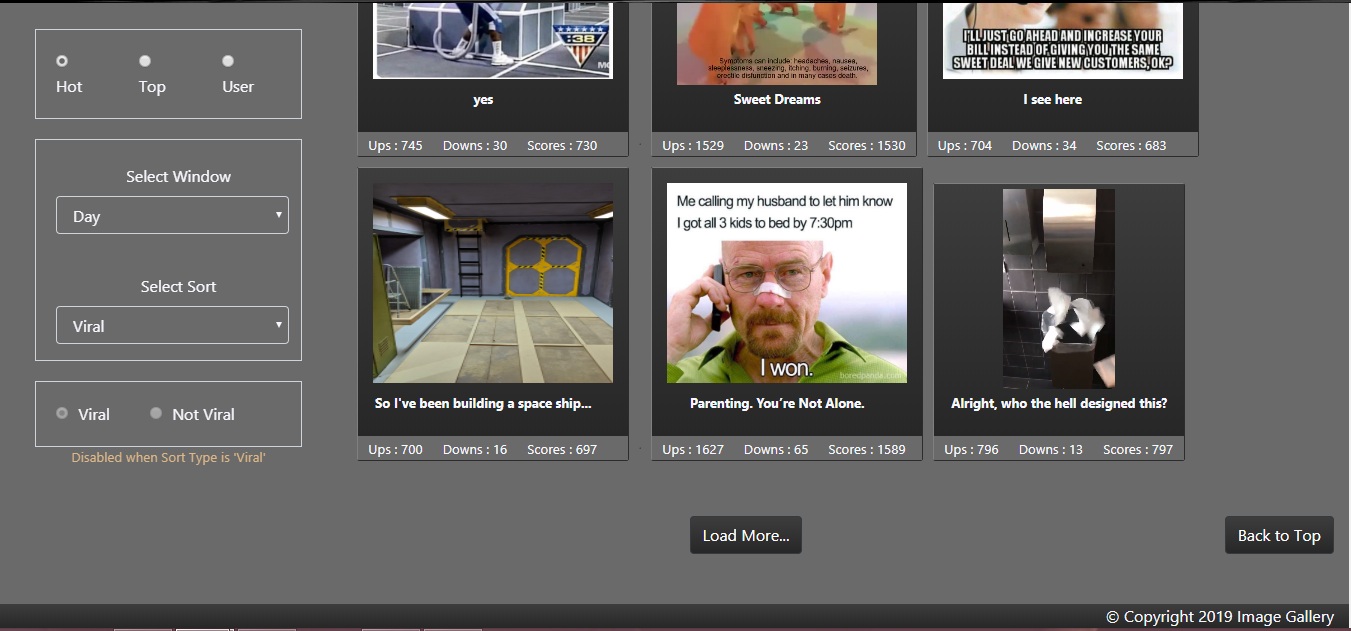 Hot
Top
User
Select Window
Day
Select Sort
Viral
Viral
Not Viral
Disabled when Sort Type is 'Viral'
:38
Symptoms can include: headaches, nausea,
sleeplessness, sneezing, itching, burning, seizures,
erectile disfunction and in many cases death.
I'LL JUST GO AHEAD AND INCREASE YOUR
BILL INSTEAD OF GIVING YOU THE SAME
SWEET DEAL WE GIVE NEW CUSTOMERS, OK?
yes
Sweet Dreams
I see here
Ups : 745 Downs : 30 Scores : 730
Ups : 1529 Downs : 23 Scores : 1530
Ups : 704 Downs : 34 Scores : 683
Me calling my husband to let him know
I got all 3 kids to bed by 7:30pm
I won.
boredpanda.com
So I've been building a space ship...
Parenting. You’re Not Alone.
Alright, who the hell designed this?
Ups : 700 Downs : 16 Scores : 697
Ups : 1627 Downs : 65 Scores : 1589
Ups : 796 Downs : 13 Scores : 797
Load More...
Back to Top
© Copyright 2019 Image Gallery